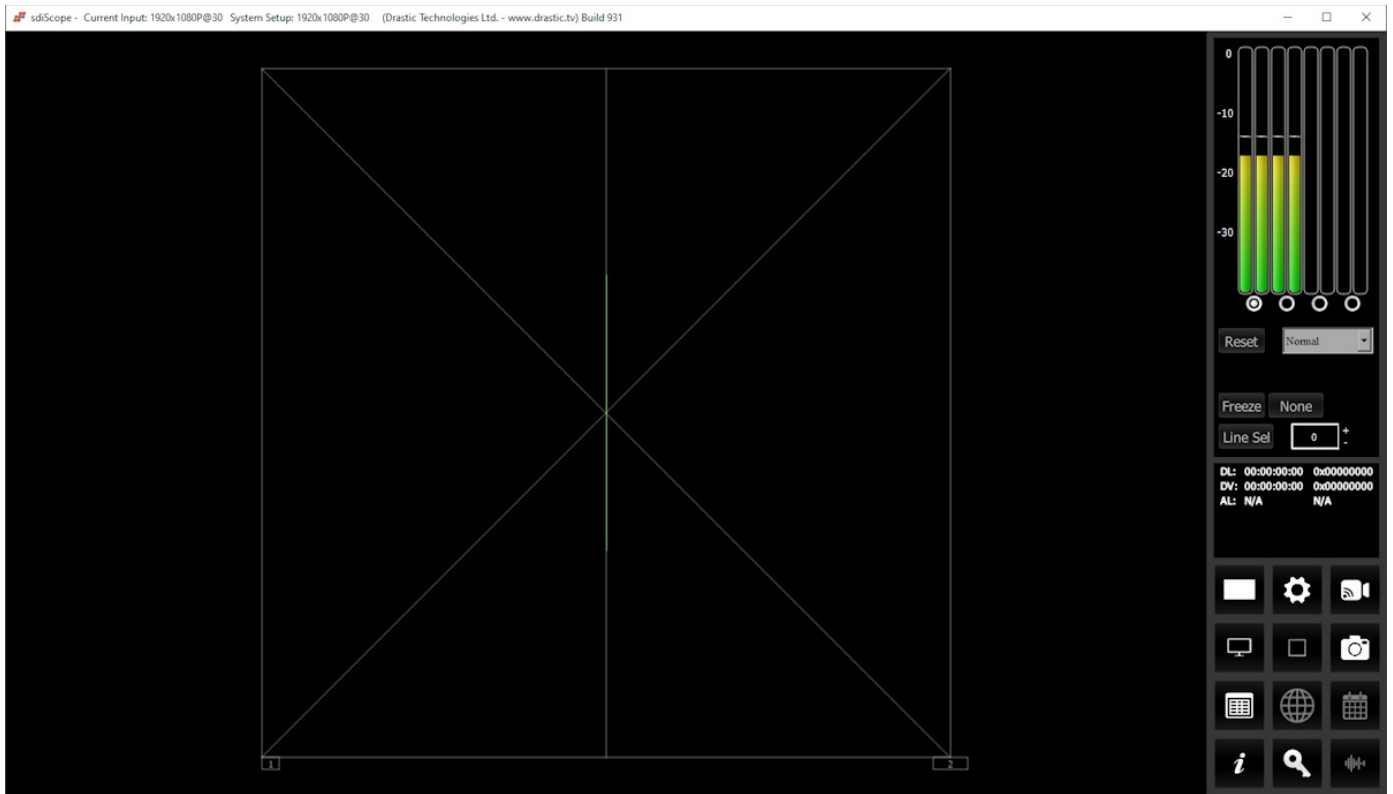 sdiScope - Current Input: 1920x1080P@30 System Setup: 1920x1080P@30 (Drastic Technologies Ltd. - www.drastic.tv) Build 931
0
-10
-20
-30
Reset Normal
Freeze None
Line Sel 0 + -
DL: 00:00:00:00 0x00000000
DV: 00:00:00:00 0x00000000
AL: N/A N/A
1 2
i